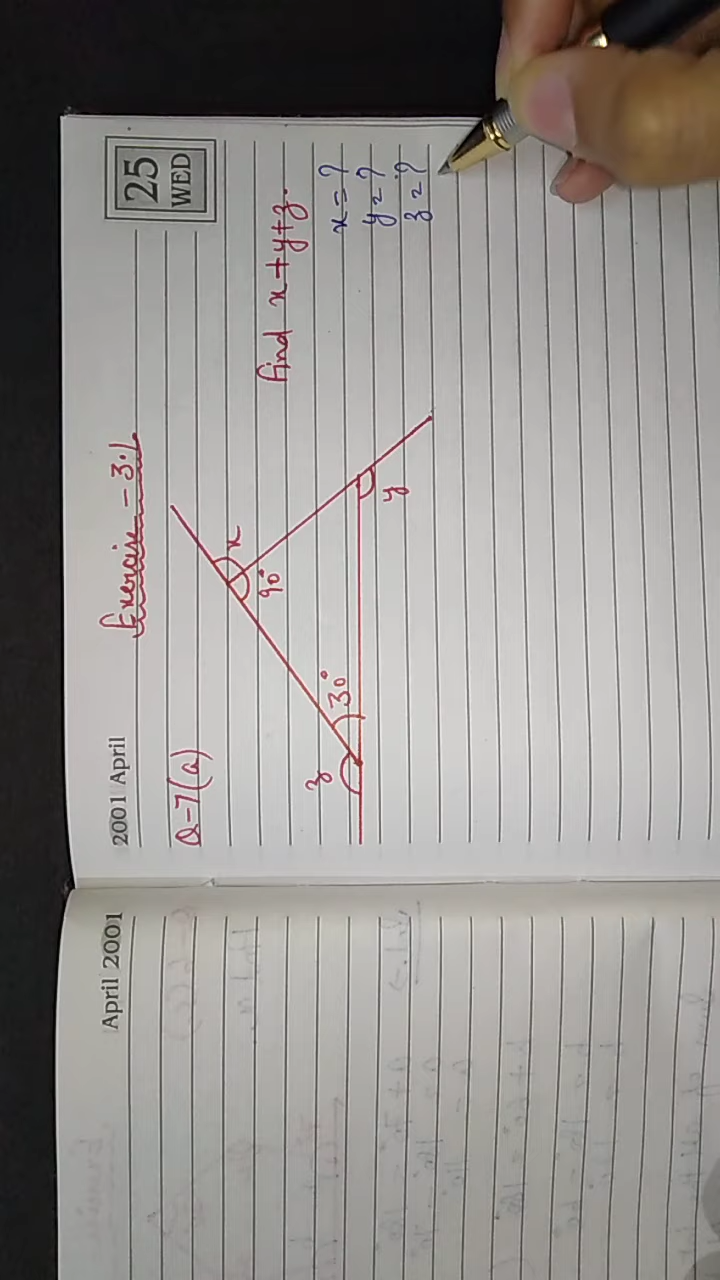 April 2001
2001 April
25
WED
Exercise - 3.1
Q-7(a)
find x+y+z.
x = ?
y = ?
z = ?
x
90°
30°
z
y